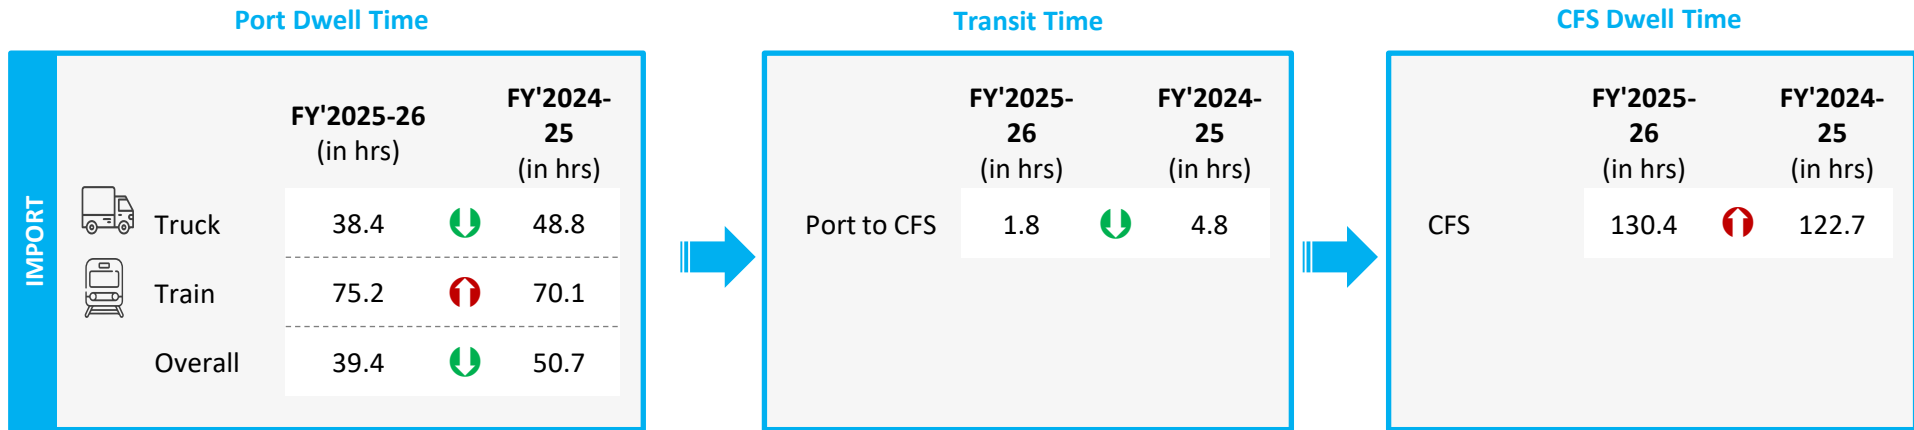 Port Dwell Time
Transit Time
CFS Dwell Time
IMPORT
FY'2025-26
(in hrs)
FY'2024-
25
(in hrs)
Truck 38.4 48.8
Train 75.2 70.1
Overall 39.4 50.7
FY'2025-
26
(in hrs)
FY'2024-
25
(in hrs)
Port to CFS 1.8 4.8
FY'2025-
26
(in hrs)
FY'2024-
25
(in hrs)
CFS 130.4 122.7